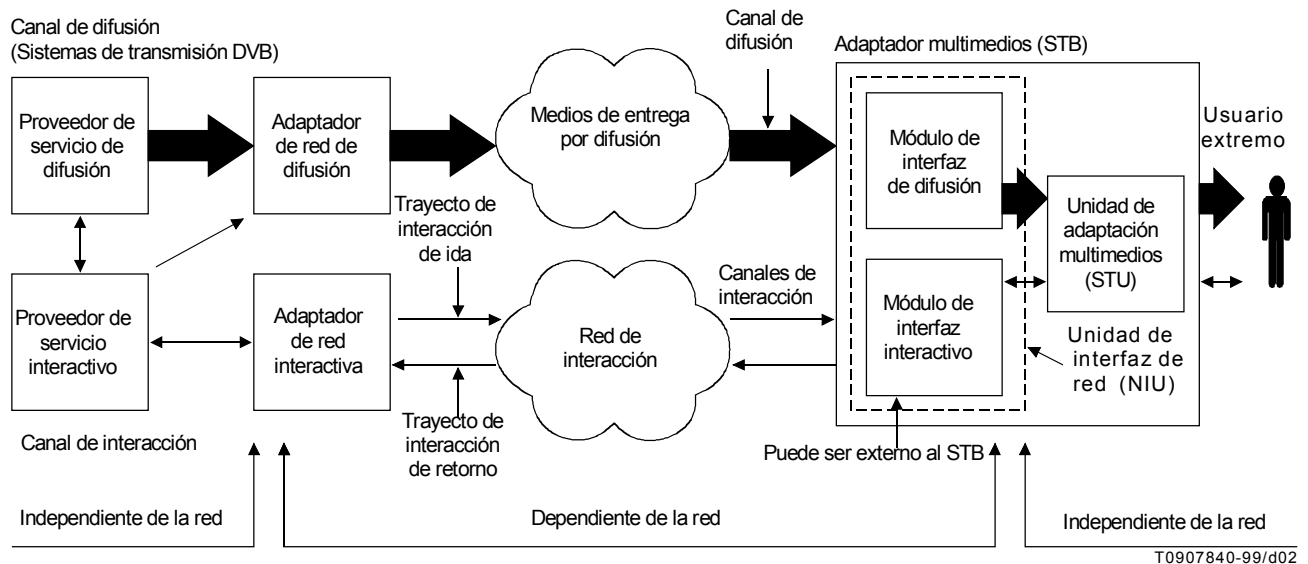 Canal de difusión
(Sistemas de transmisión DVB)
Canal de
difusión
Adaptador multimedios (STB)
Proveedor de
servicio de
difusión
Adaptador
de red de
difusión
Medios de entrega
por difusión
Módulo de
interfaz
de difusión
Usuario
extremo
Trayecto de
interacción
de ida
Unidad de
adaptación
multimedios
(STU)
Canales de
interacción
Proveedor de
servicio
interactivo
Adaptador
de red
interactiva
Red de
interacción
Módulo de
interfaz
interactivo
Unidad de
interfaz de
red (NIU)
Trayecto de
interacción
de retorno
Canal de interacción
Puede ser externo al STB
Independiente de la red
Dependiente de la red
Independiente de la red
T0907840-99/d02